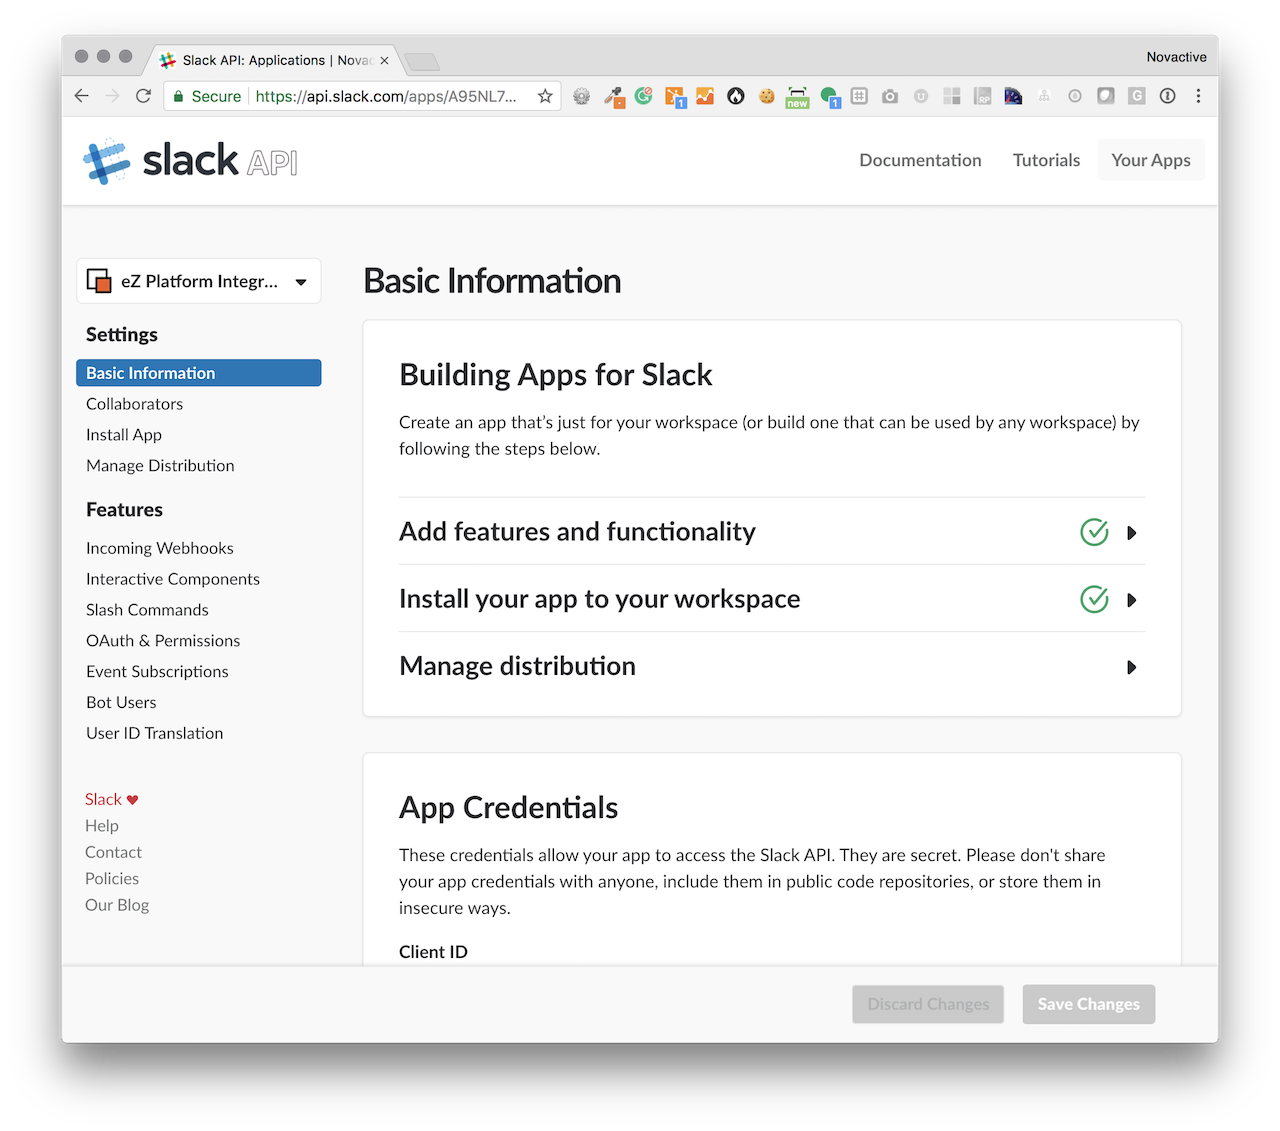 Slack API: Applications | Novac
Novactive
Secure
https://api.slack.com/apps/A95NL7...
1
new
1
RP
G
slack API
Documentation
Tutorials
Your Apps
eZ Platform Integr...
Settings
Basic Information
Collaborators
Install App
Manage Distribution
Features
Incoming Webhooks
Interactive Components
Slash Commands
OAuth & Permissions
Event Subscriptions
Bot Users
User ID Translation
Slack ♥
Help
Contact
Policies
Our Blog
Basic Information
Building Apps for Slack
Create an app that’s just for your workspace (or build one that can be used by any workspace) by
following the steps below.
Add features and functionality
Install your app to your workspace
Manage distribution
App Credentials
These credentials allow your app to access the Slack API. They are secret. Please don't share
your app credentials with anyone, include them in public code repositories, or store them in
insecure ways.
Client ID
Discard Changes
Save Changes